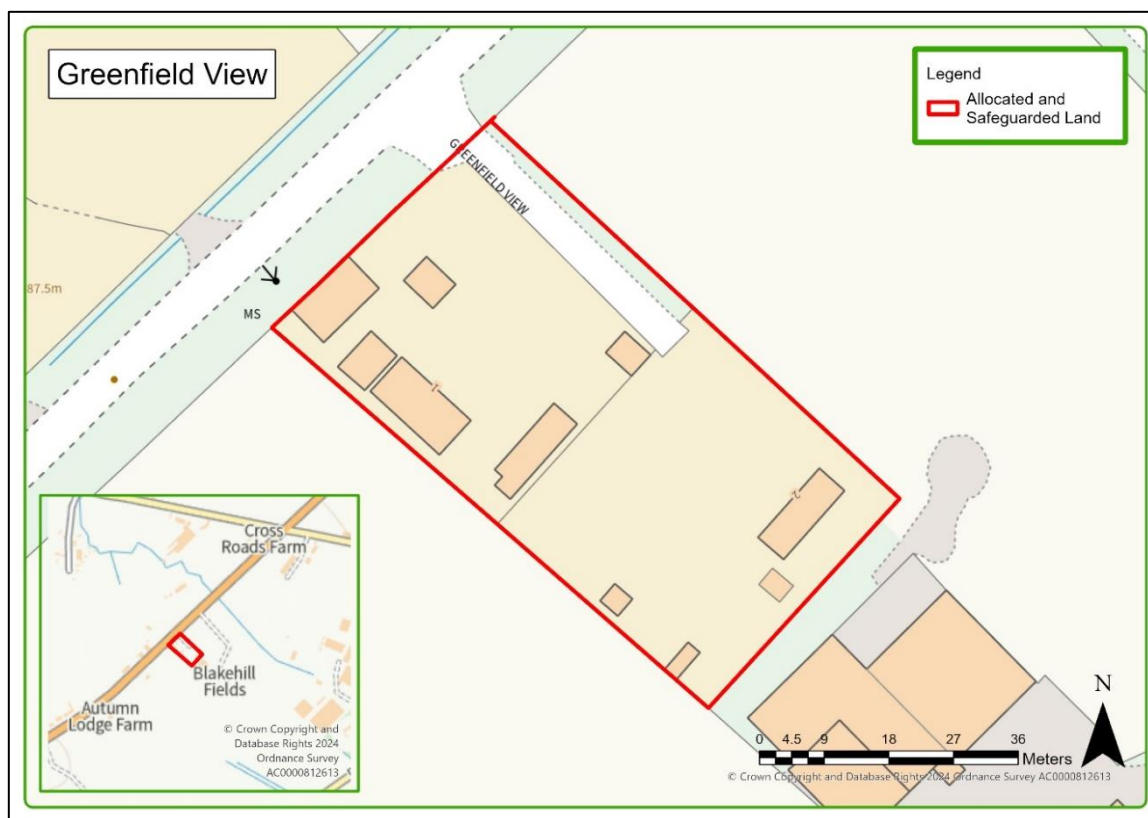 Greenfield View
Legend
Allocated and
Safeguarded Land
GREENFIELD VIEW
87.5m
MS
1
2
Cross
Roads Farm
Blakehill
Fields
Autumn
Lodge Farm
© Crown Copyright and
Database Rights 2024
Ordnance Survey
AC0000812613
N
0 4.5 9 18 27 36
Meters
© Crown Copyright and Database Rights 2024 Ordnance Survey AC0000812613